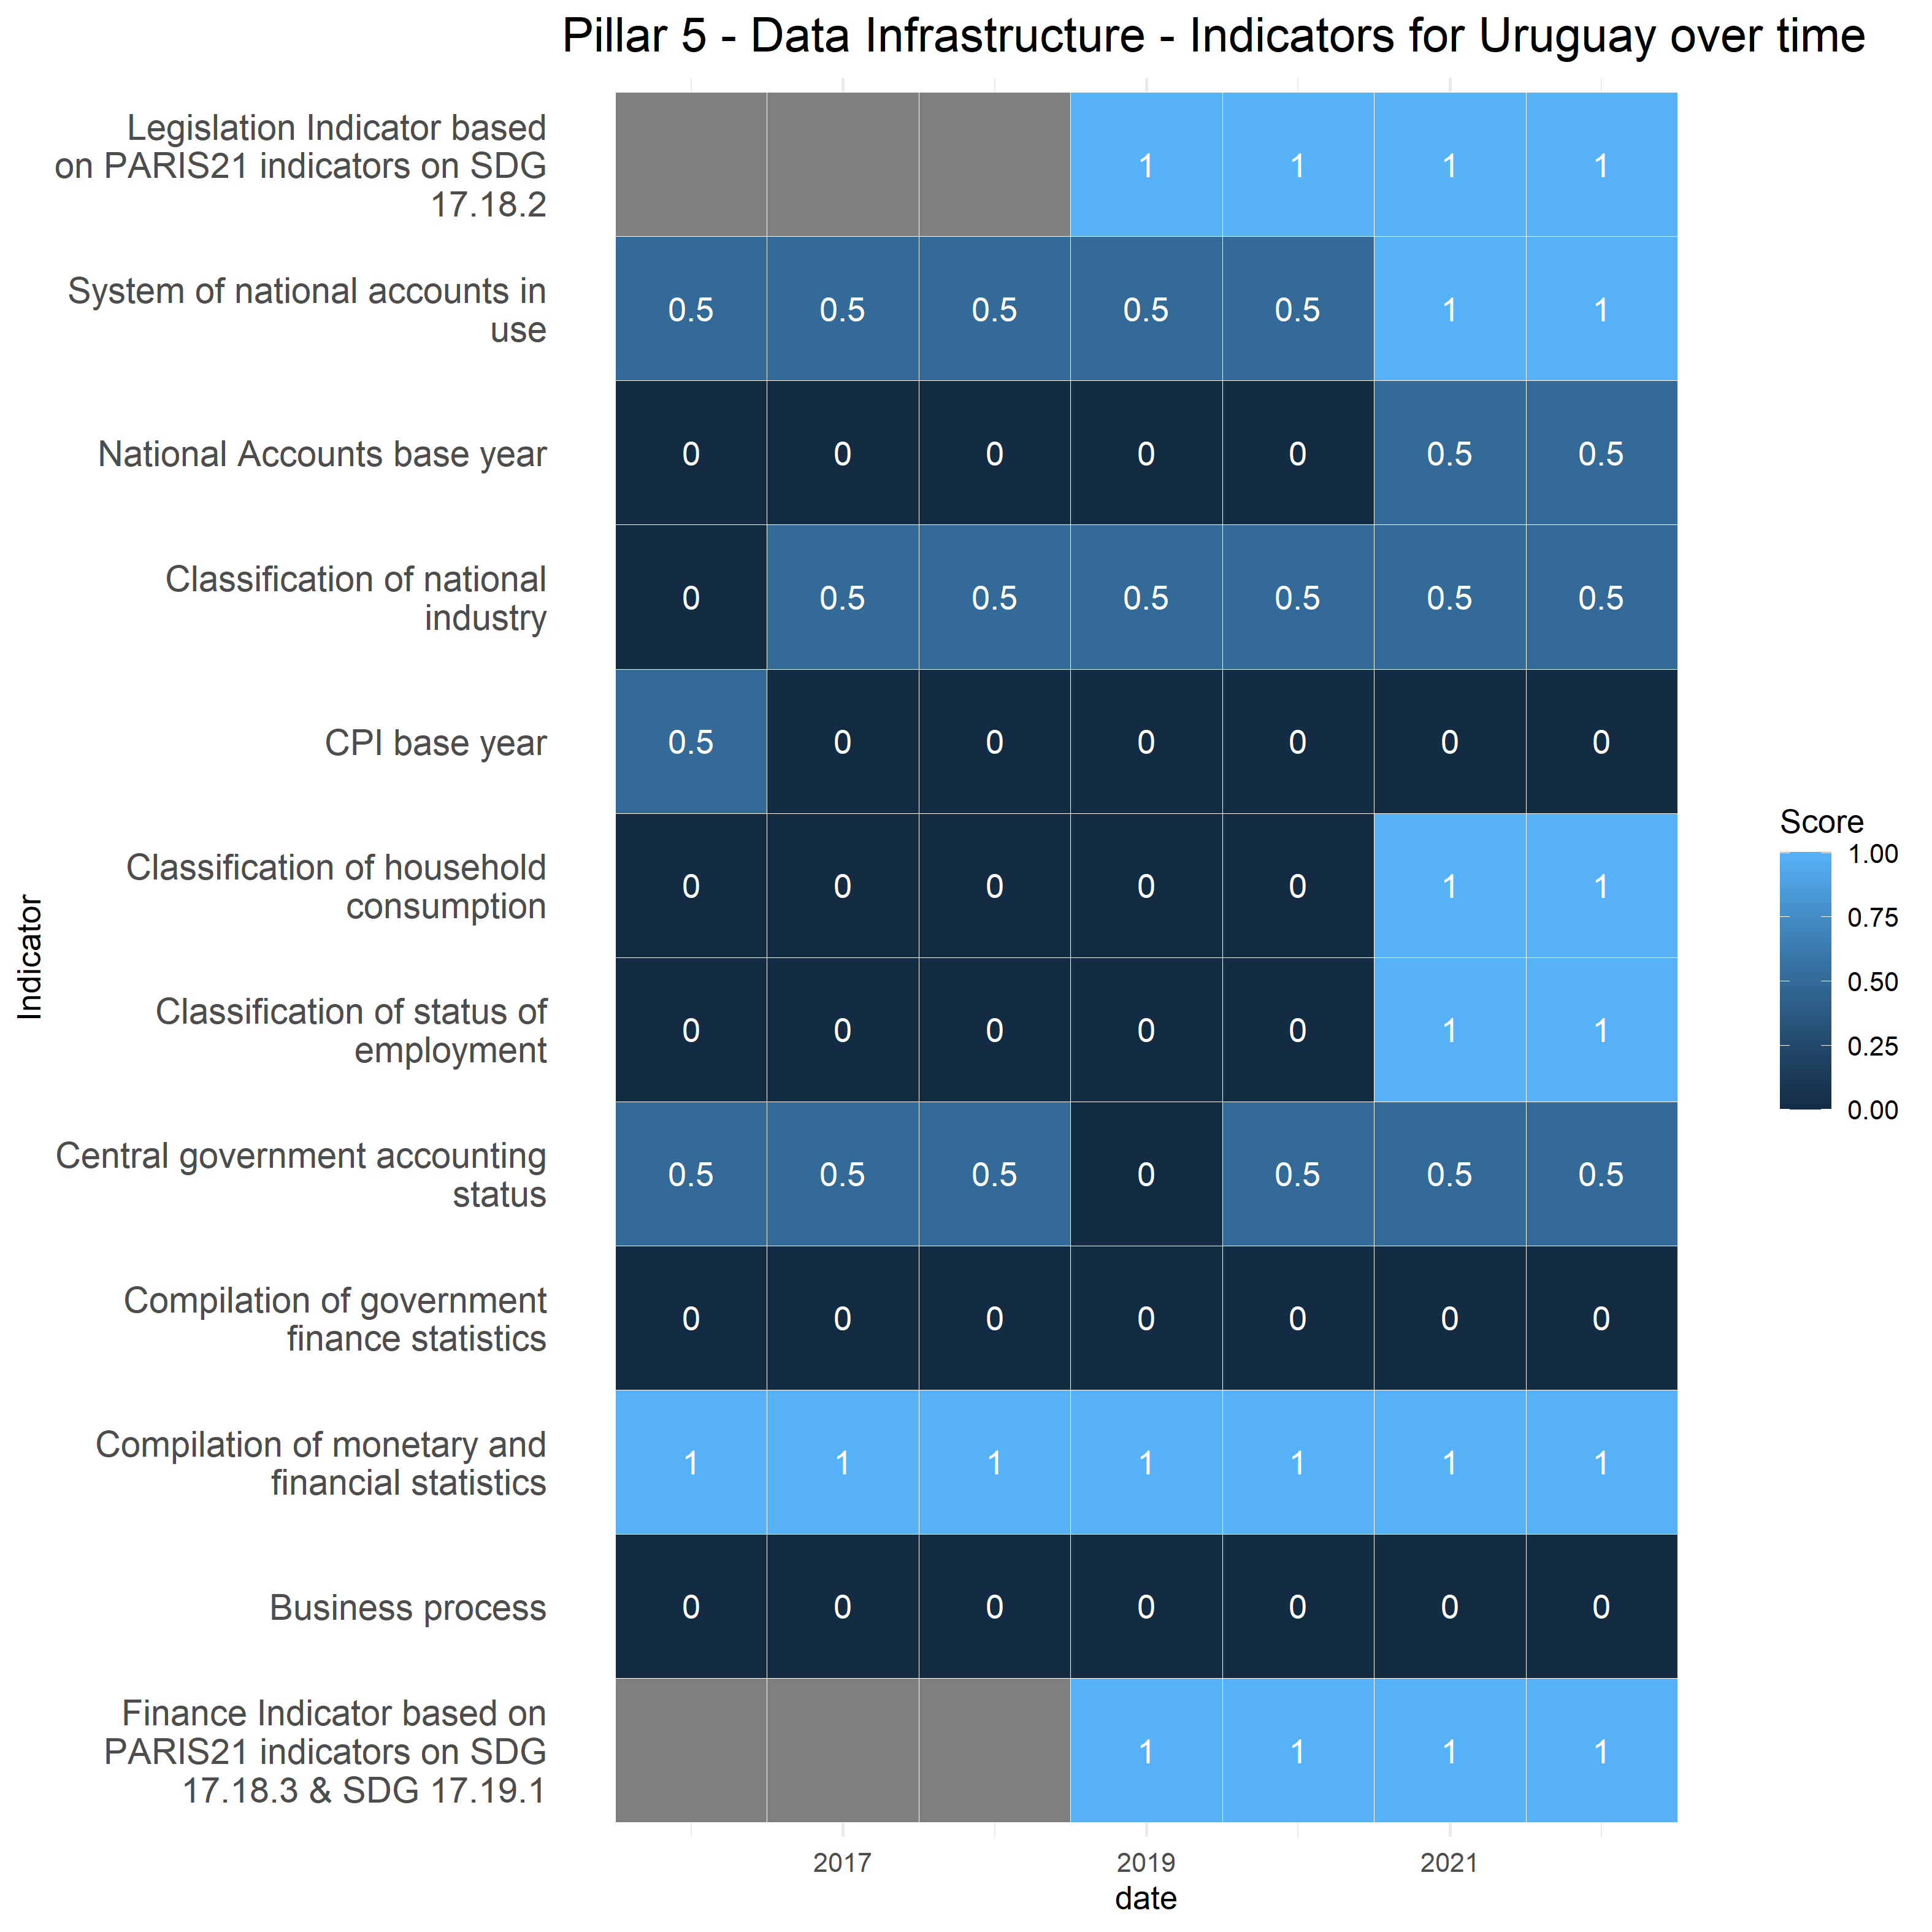 Pillar 5 - Data Infrastructure - Indicators for Uruguay over time
Legislation Indicator based
on PARIS21 indicators on SDG
17.18.2
1 1 1 1
System of national accounts in
use
0.5 0.5 0.5 0.5 0.5 1 1
National Accounts base year
0 0 0 0 0 0.5 0.5
Classification of national
industry
0 0.5 0.5 0.5 0.5 0.5 0.5
CPI base year
0.5 0 0 0 0 0 0
Classification of household
consumption
0 0 0 0 0 1 1
Classification of status of
employment
0 0 0 0 0 1 1
Central government accounting
status
0.5 0.5 0.5 0 0.5 0.5 0.5
Compilation of government
finance statistics
0 0 0 0 0 0 0
Compilation of monetary and
financial statistics
1 1 1 1 1 1 1
Business process
0 0 0 0 0 0 0
Finance Indicator based on
PARIS21 indicators on SDG
17.18.3 & SDG 17.19.1
1 1 1 1
2017 2019 2021
date
Indicator
Score
1.00
0.75
0.50
0.25
0.00